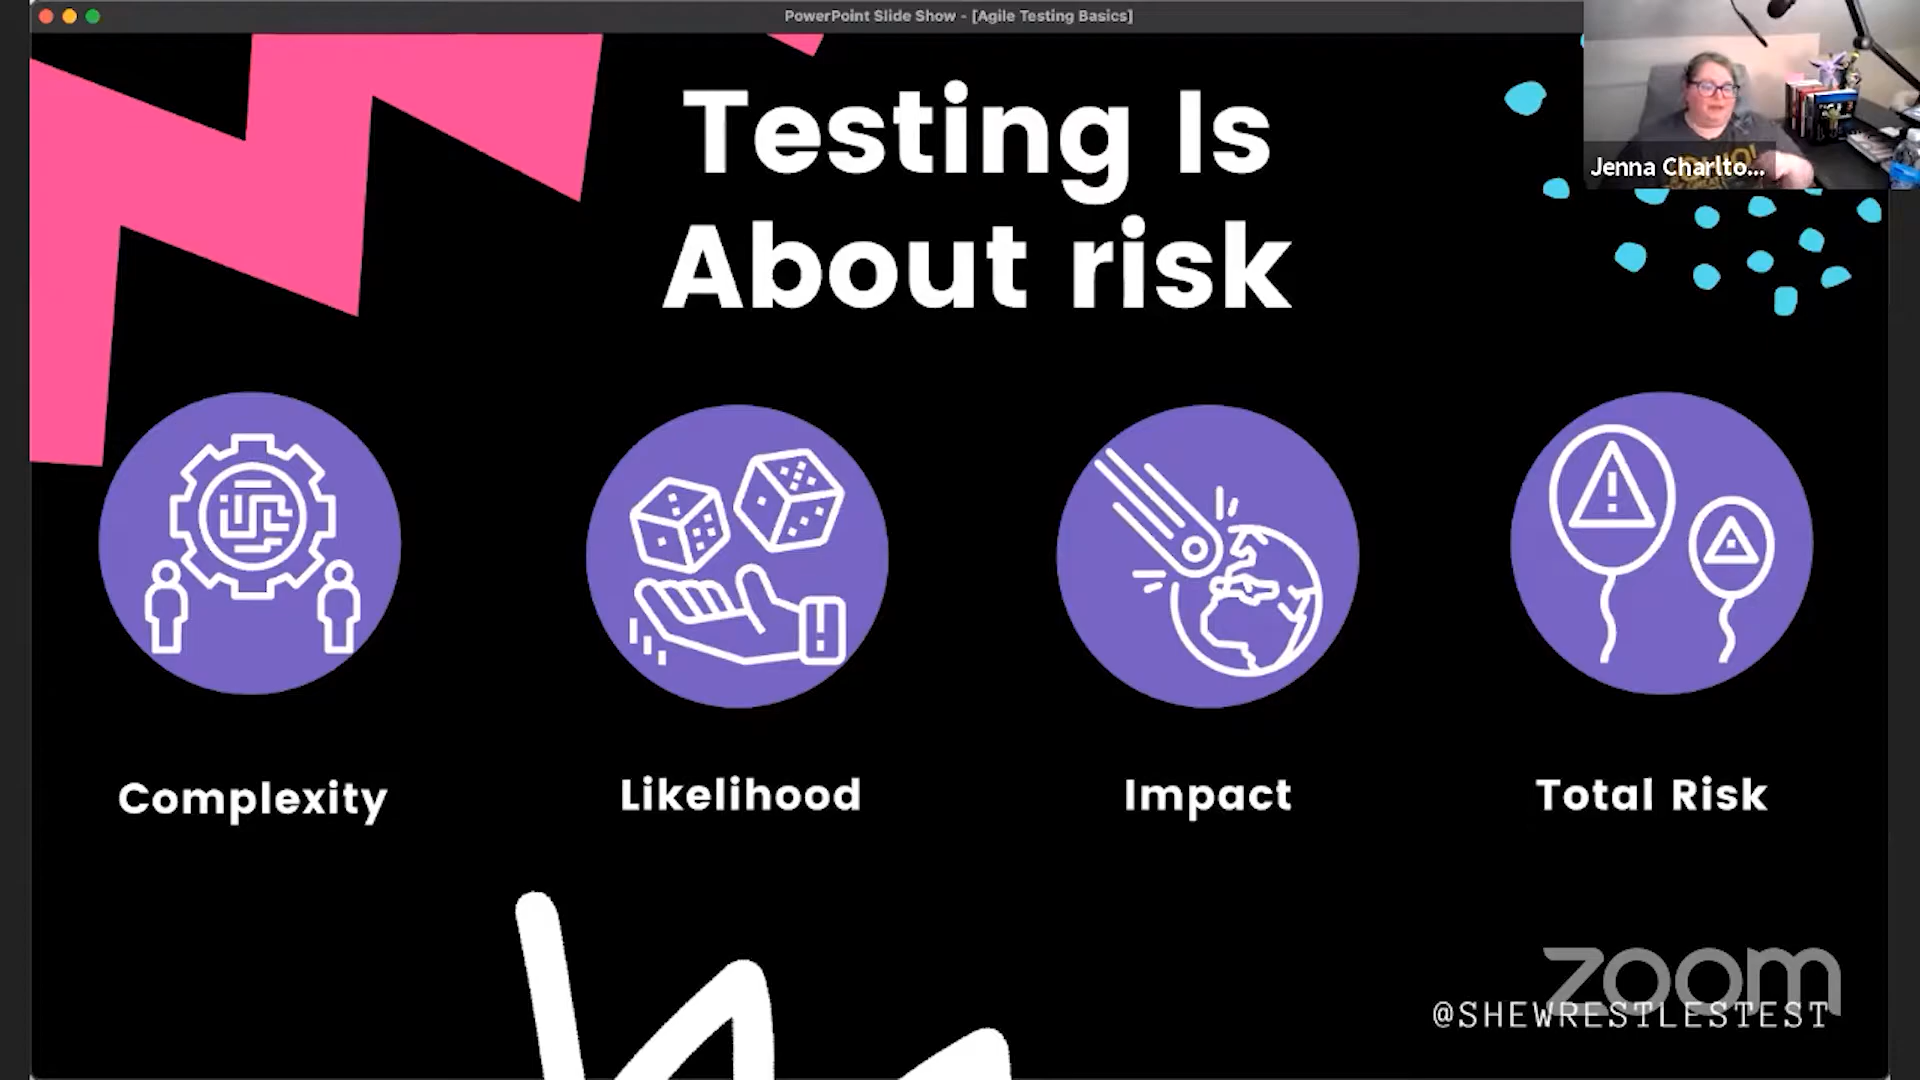 PowerPoint Slide Show - [Agile Testing Basics]
Jenna Charlto...
Testing Is
About risk
Complexity
Likelihood
Impact
Total Risk
zoom
@SHEWRESTLESTEST